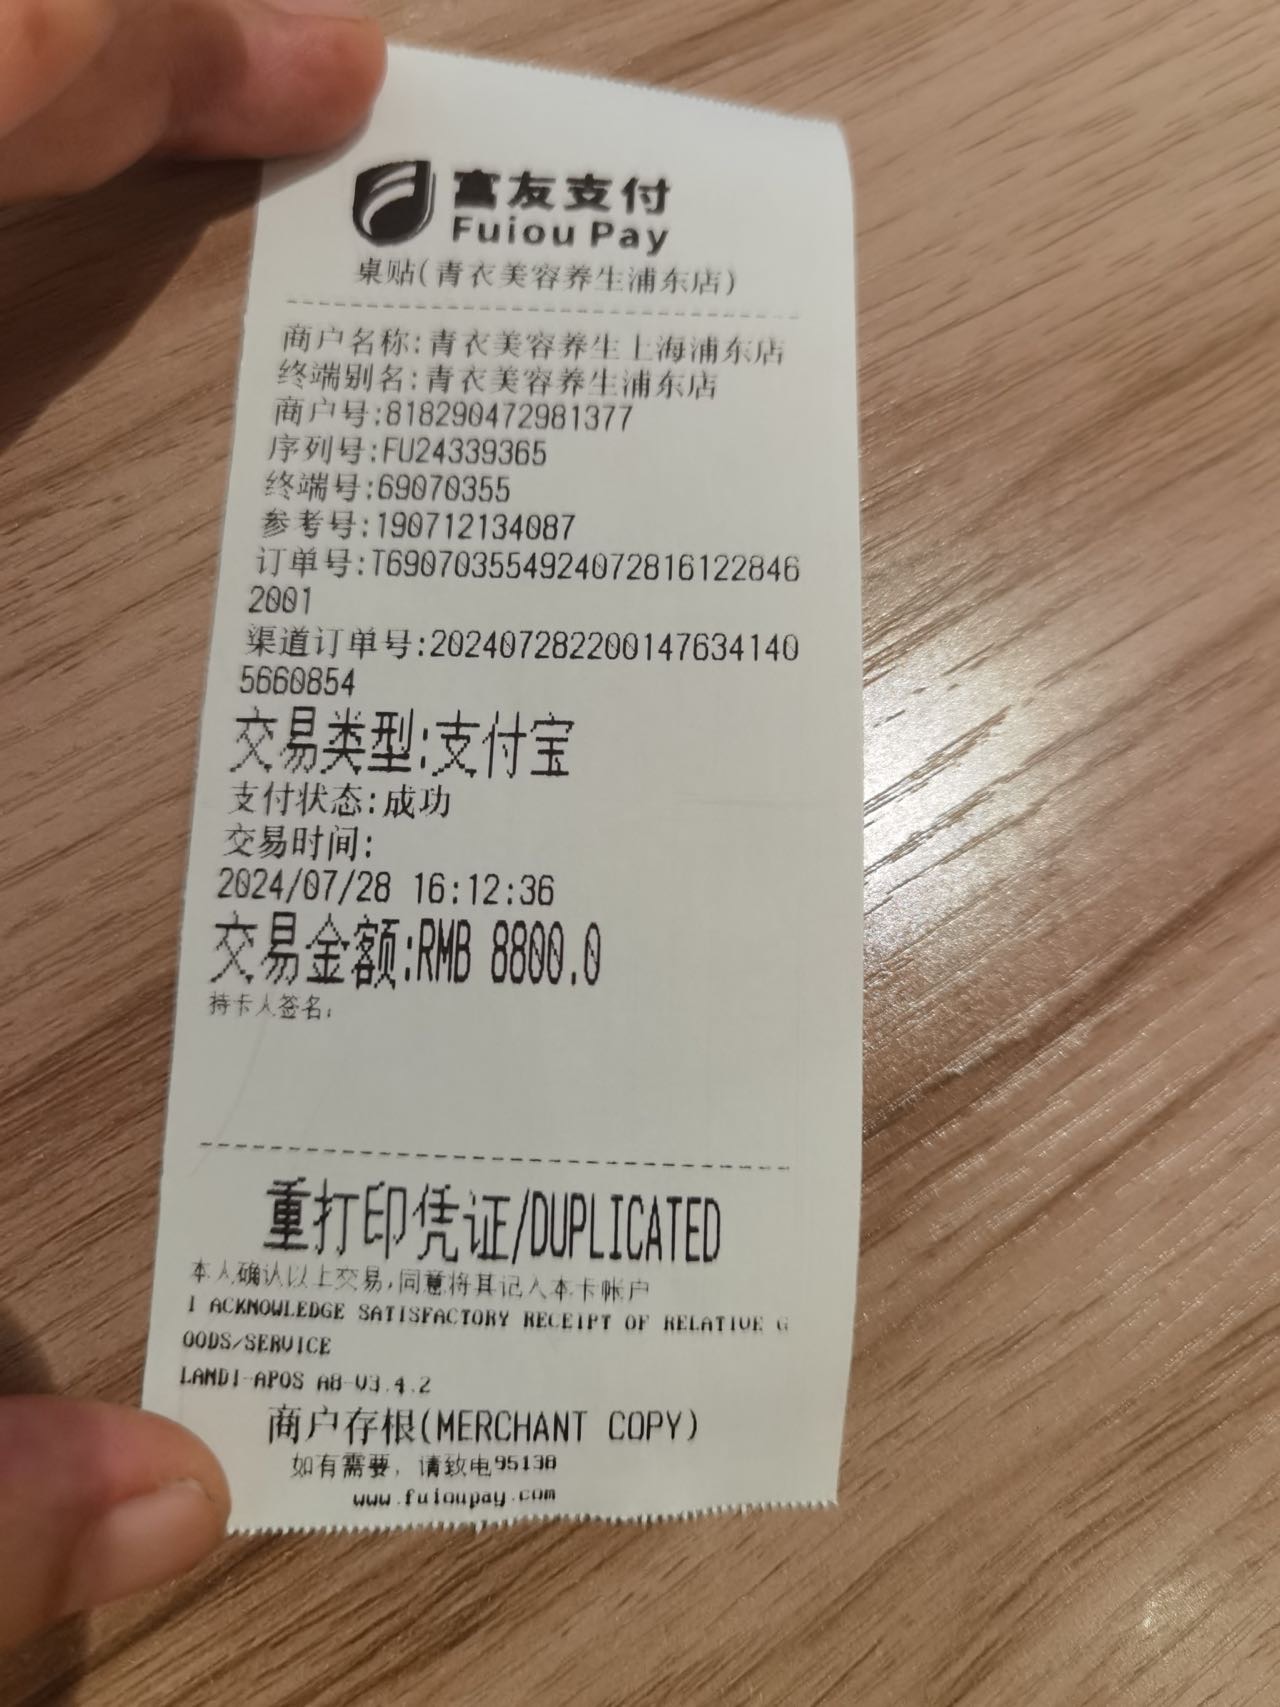 富友支付
Fuiou Pay
桌贴(青衣美容养生浦东店)
商户名称:青衣美容养生上海浦东店
终端别名:青衣美容养生浦东店
商户号:818290472981377
序列号:FU24339365
终端号:69070355
参考号:190712134087
订单号:T6907035549240728161228462001
2001
渠道订单号:2024072822001476341405660854
5660854
交易类型:支付宝
支付状态:成功
交易时间:
2024/07/28 16:12:36
交易金额:RMB 8800.0
持卡人签名:
重打印凭证/DUPLICATED
本人确认以上交易,同意将其记入本卡帐户
I ACKNOWLEDGE SATISFACTORY RECEIPT OF RELATIVE G
OODS/SERVICE
LANDI-APOS A8-V3.4.2
商户存根(MERCHANT COPY)
如有需要，请致电95138
www.fuioupay.com